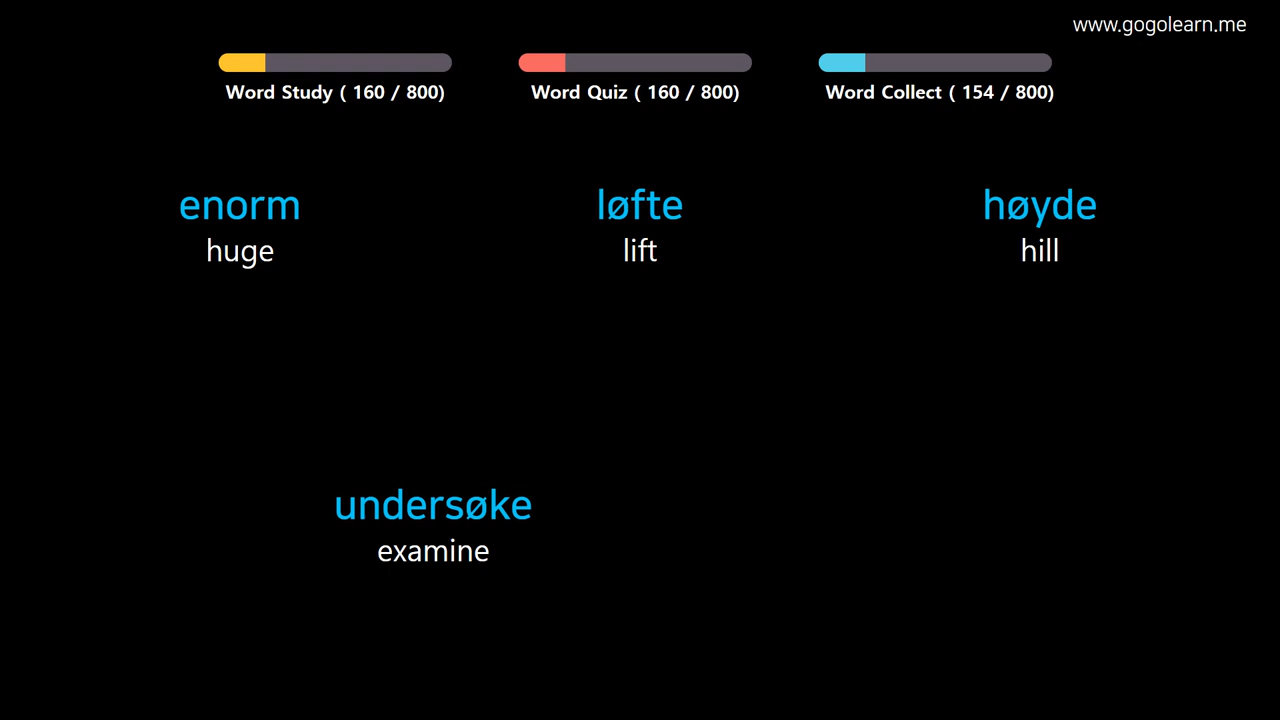 www.gogolearn.me
Word Study ( 160 / 800)
Word Quiz ( 160 / 800)
Word Collect ( 154 / 800)
enorm
huge
løfte
lift
høyde
hill
undersøke
examine